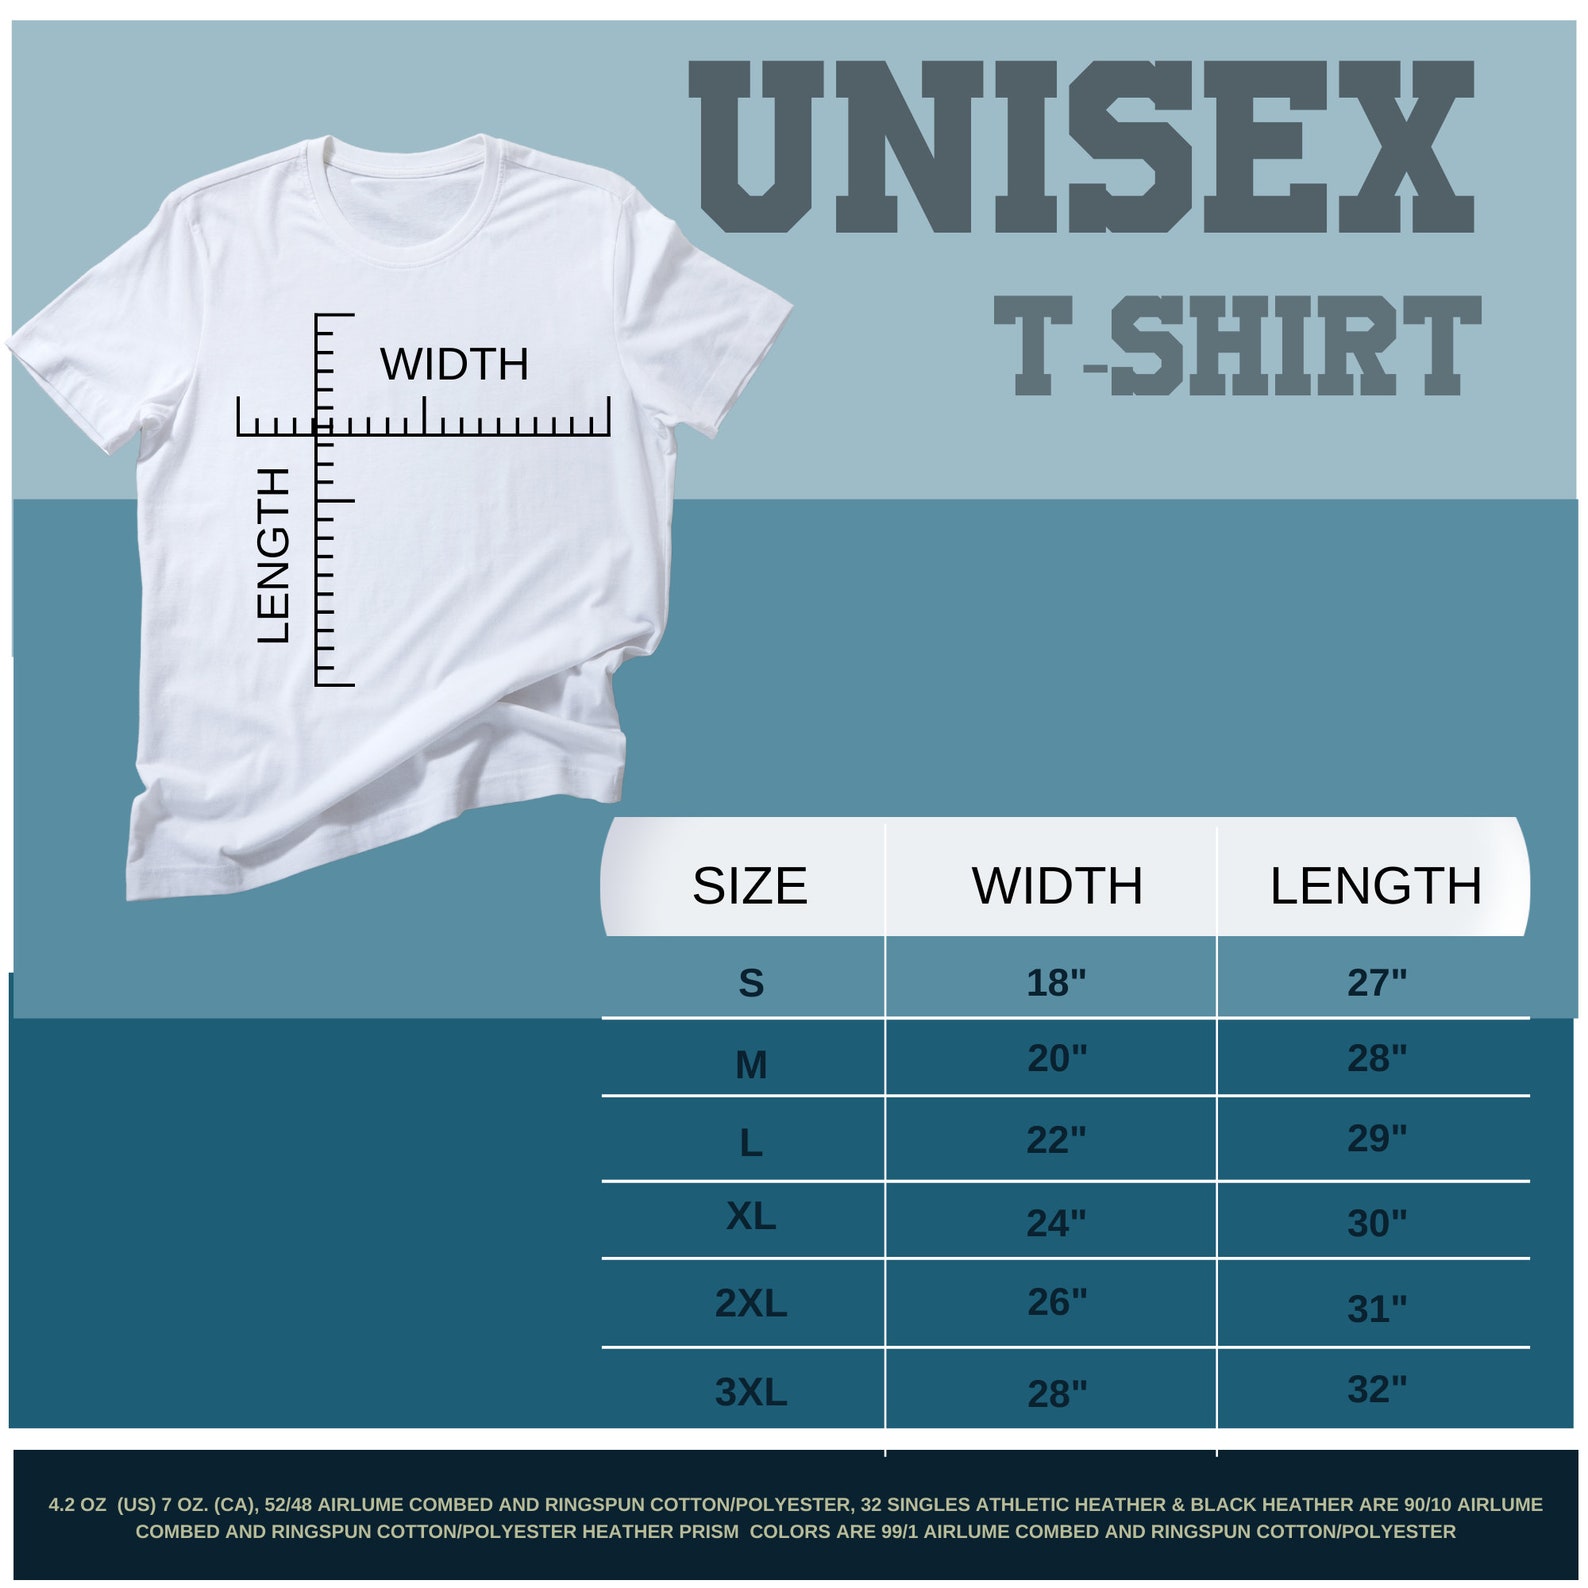 UNISEX
T-SHIRT
WIDTH
LENGTH
SIZE WIDTH LENGTH
S 18" 27"
M 20" 28"
L 22" 29"
XL 24" 30"
2XL 26" 31"
3XL 28" 32"
4.2 OZ (US) 7 OZ. (CA), 52/48 AIRLUME COMBED AND RINGSPUN COTTON/POLYESTER, 32 SINGLES ATHLETIC HEATHER & BLACK HEATHER ARE 90/10 AIRLUME
COMBED AND RINGSPUN COTTON/POLYESTER HEATHER PRISM COLORS ARE 99/1 AIRLUME COMBED AND RINGSPUN COTTON/POLYESTER